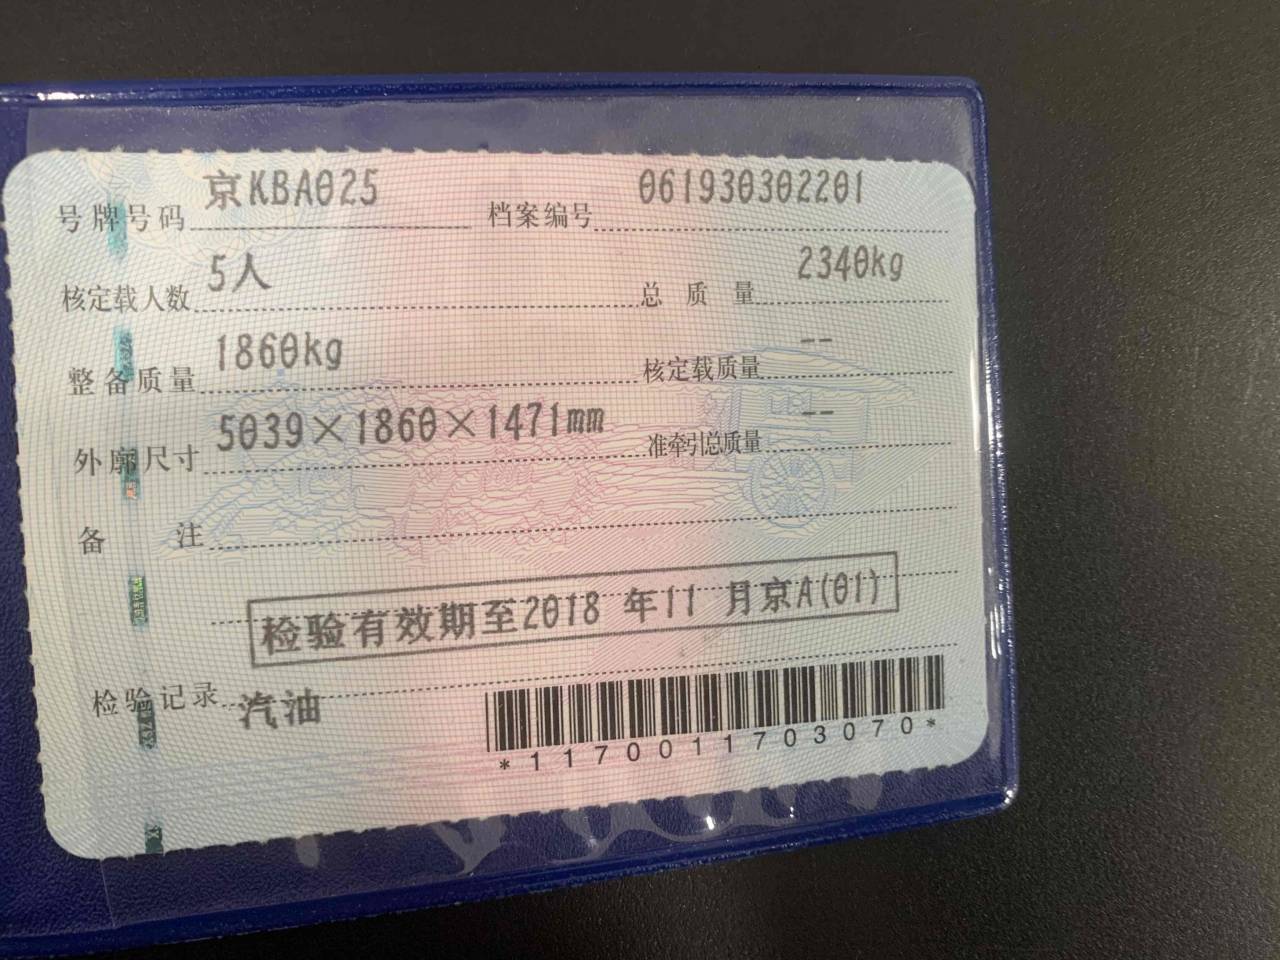 号牌号码 京KBA025 档案编号 061930302201
核定载人数 5人 总质量 2340kg
整备质量 1860kg 核定载质量 --
外廓尺寸 5039×1860×1471mm 准牵引总质量 --
备注
检验有效期至2018 年11 月京A(01)
检验记录 汽油
*1170011703070*